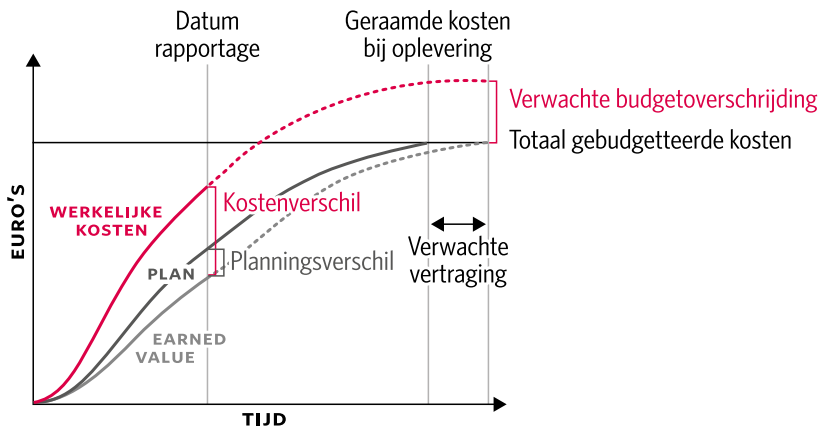 Datum
rapportage
Geraamde kosten
bij oplevering
Verwachte budgetoverschrijding
Totaal gebudgetteerde kosten
EURO'S
WERKELIJKE
KOSTEN
Kostenverschil
PLAN
Planningsverschil
Verwachte
vertraging
EARNED
VALUE
TIJD